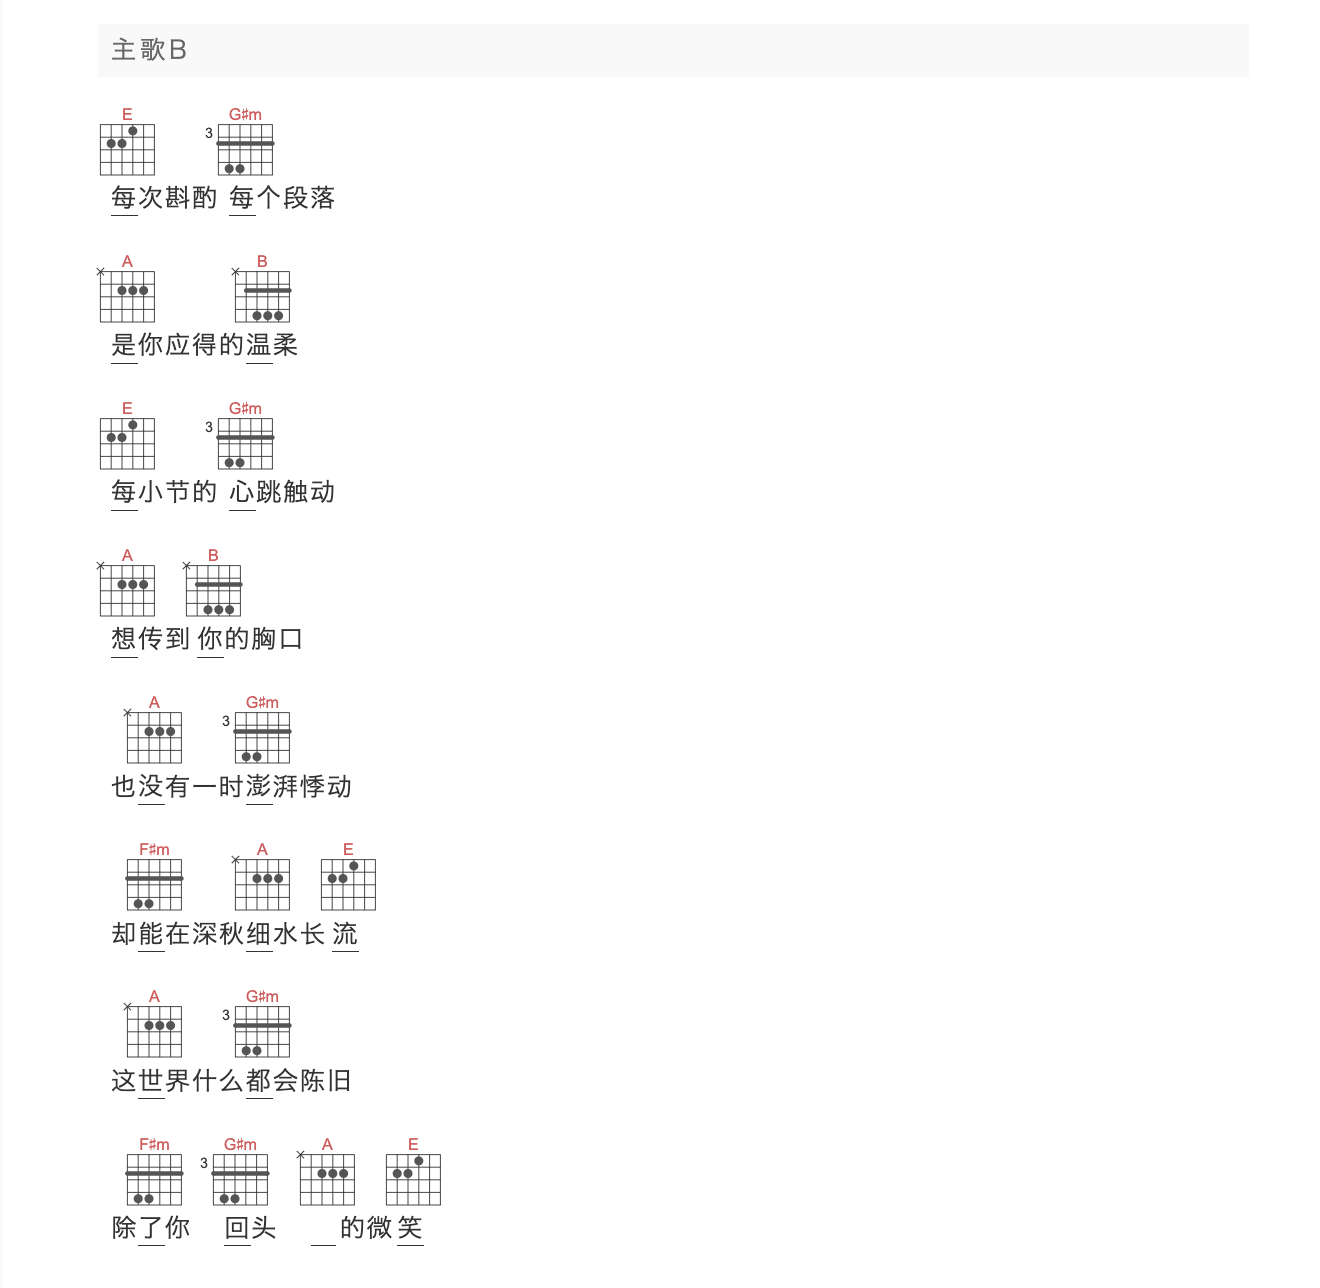 主歌B
E G♯m
3
每次斟酌 每个段落
A B
是你应得的温柔
E G♯m
3
每小节的 心跳触动
A B
想传到 你的胸口
A G♯m
3
也没有一时澎湃悸动
F♯m A E
却能在深秋细水长 流
A G♯m
3
这世界什么都会陈旧
F♯m G♯m A E
3
除了你 回头 的微 笑